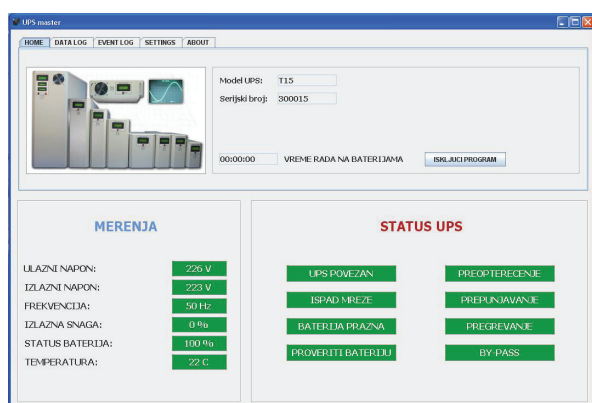 UPS master
HOME DATA LOG EVENT LOG SETTINGS ABOUT
Model UPS: T15
Serijski broj: 300015
00:00:00 VREME RADA NA BATERIJAMA ISKLJUCI PROGRAM
MERENJA
ULAZNI NAPON: 226 V
IZLAZNI NAPON: 223 V
FREKVENCIJA: 50 Hz
IZLAZNA SNAGA: 0 %
STATUS BATERIJA: 100 %
TEMPERATURA: 22 C
STATUS UPS
UPS POVEZAN PREOPTERECENJE
ISPAD MREZE PREPUNJAVANJE
BATERIJA PRAZNA PREGREVANJE
PROVERITI BATERIJU BY-PASS